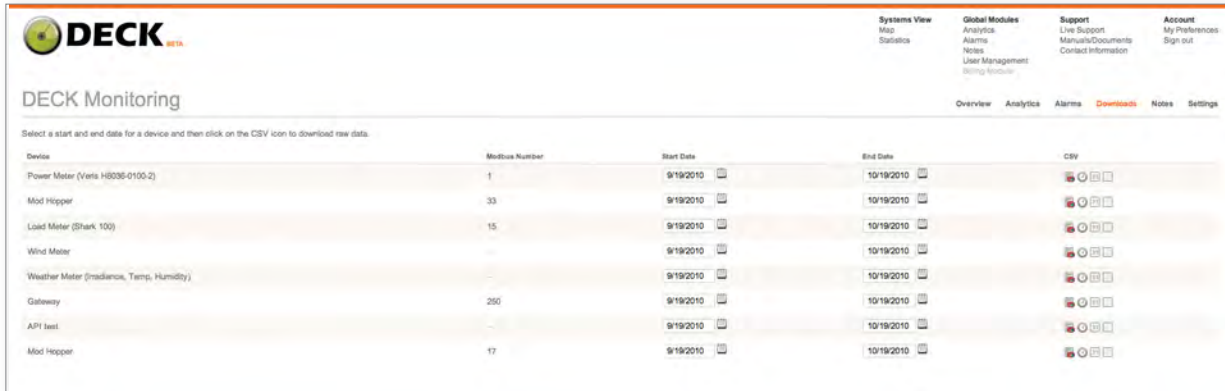 DECK BETA
Systems View
Map
Statistics
Global Modules
Analytics
Alarms
Notes
User Management
Billing Module
Support
Live Support
Manuals/Documents
Contact Information
Account
My Preferences
Sign out
DECK Monitoring
Overview Analytics Alarms Downloads Notes Settings
Select a start and end date for a device and then click on the CSV icon to download raw data.
Device Modbus Number Start Date End Date CSV
Power Meter (Veris H8036-0100-2) 1 9/19/2010 10/19/2010
Mod Hopper 33 9/19/2010 10/19/2010
Load Meter (Shark 100) 15 9/19/2010 10/19/2010
Wind Meter 9/19/2010 10/19/2010
Weather Meter (Irradiance, Temp, Humidity) 9/19/2010 10/19/2010
Gateway 250 9/19/2010 10/19/2010
API test 9/19/2010 10/19/2010
Mod Hopper 17 9/19/2010 10/19/2010